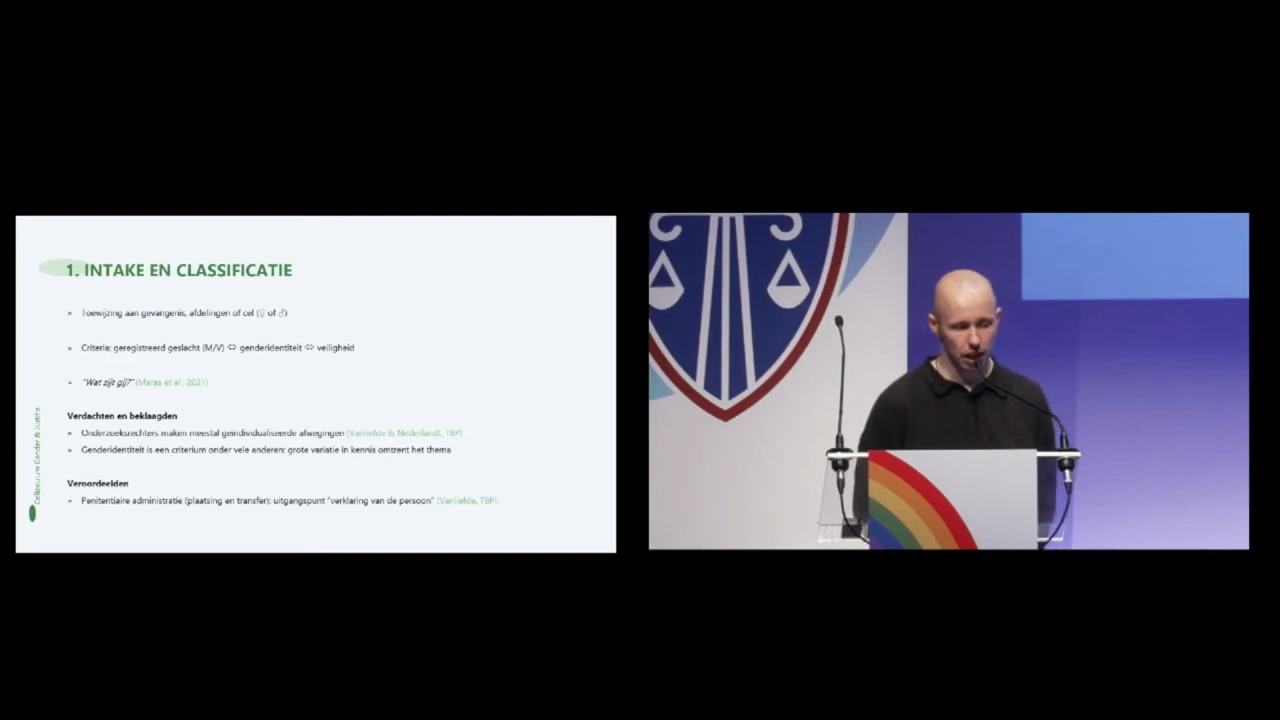 1. INTAKE EN CLASSIFICATIE
» Toewijzing aan gevangenis, afdelingen of cel (♀ of ♂)
» Criteria: geregistreerd geslacht (M/V) <=> genderidentiteit <=> veiligheid
» "Wat zijt gij?" (Maras et al., 2021)
Verdachten en beklaagden
» Onderzoeksrechters maken meestal geïndividualiseerde afwegingen (Vanliefde & Nederlandt, TBP)
» Genderidentiteit is een criterium onder vele anderen: grote variatie in kennis omtrent het thema
Veroordeelden
» Penitentiaire administratie (plaatsing en transfer): uitgangspunt "verklaring van de persoon" (Vanliefde, TBP).
Colloquium Gender & Justitie